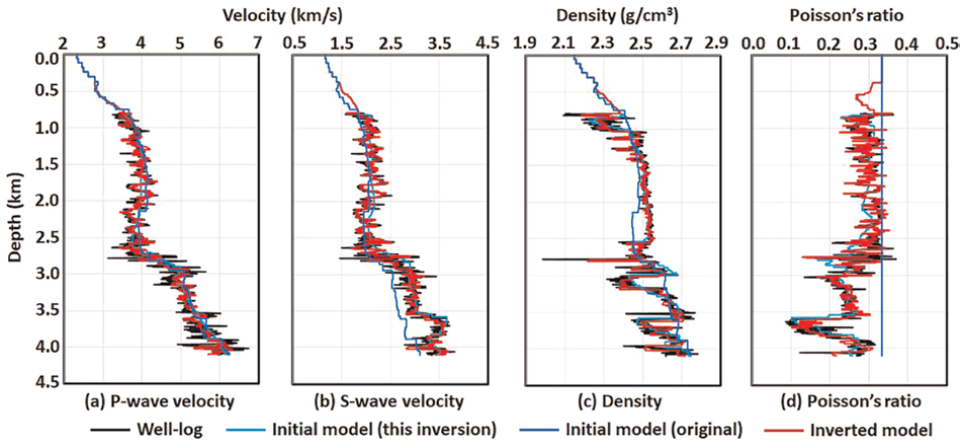 Velocity (km/s) Density (g/cm³) Poisson's ratio
2 3 4 5 6 7 0.5 1.5 2.5 3.5 4.5 1.9 2.1 2.3 2.5 2.7 2.9 0.0 0.1 0.2 0.3 0.4 0.5
0.0
0.5
1.0
1.5
2.0
2.5
3.0
3.5
4.0
4.5
Depth (km)
(a) P-wave velocity (b) S-wave velocity (c) Density (d) Poisson's ratio
Well-log Initial model (this inversion) Initial model (original) Inverted model